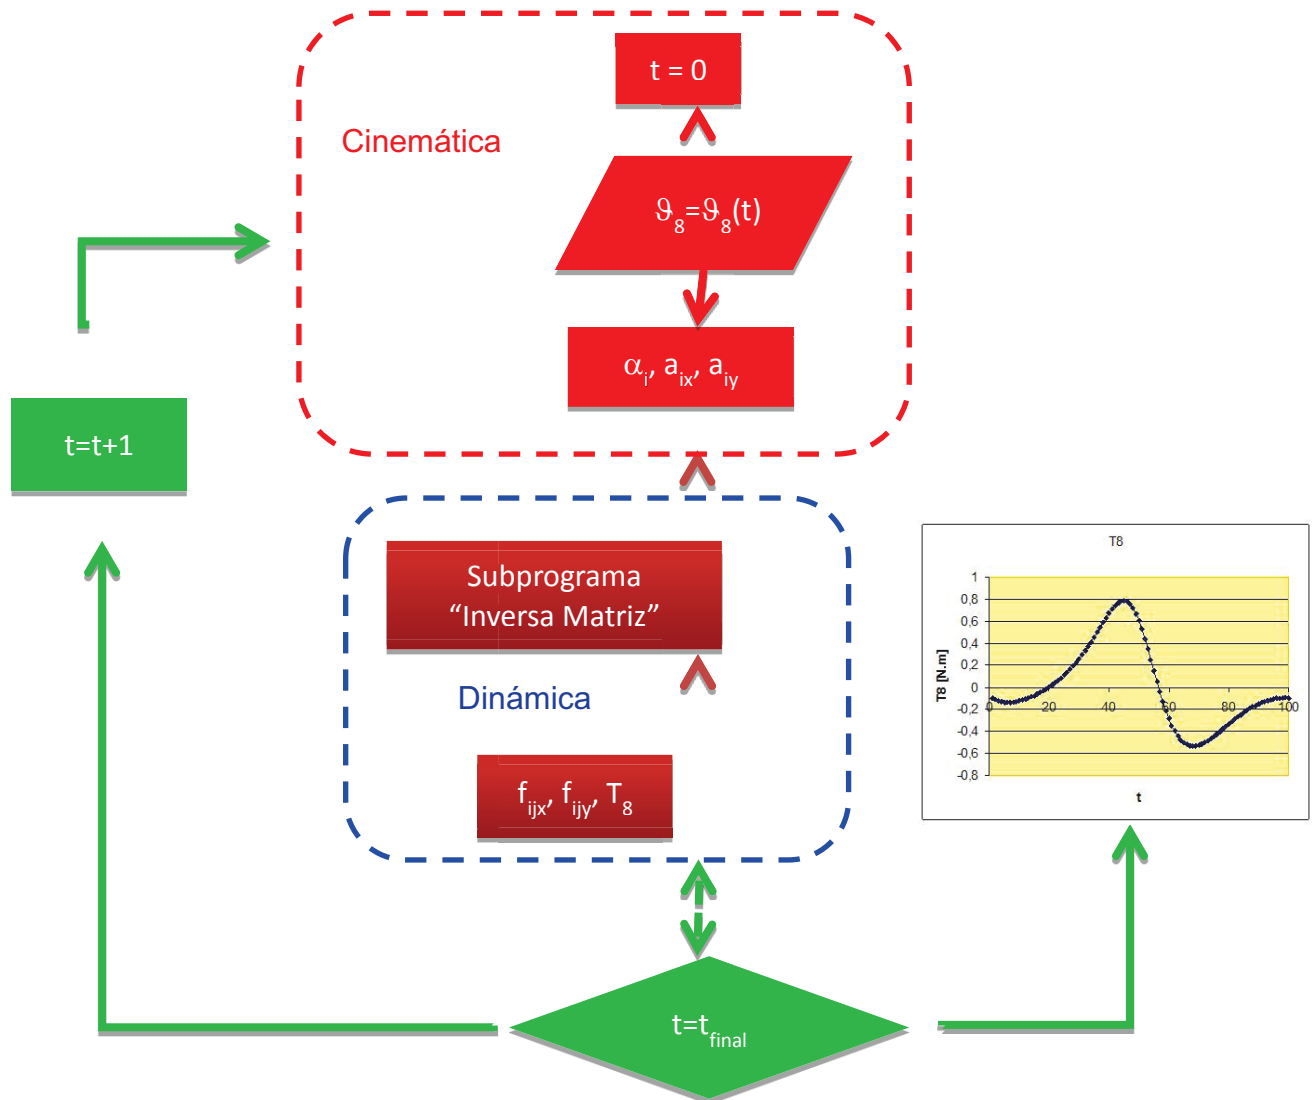 t = 0
Cinemática
ϑ8=ϑ8(t)
αi, aix, aiy
t=t+1
Subprograma
“Inversa Matriz”
Dinámica
fijx, fijy, T8
t=tfinal
T8
1
0,8
0,6
0,4
0,2
0
-0,2
-0,4
-0,6
-0,8
0 20 40 60 80 100
T8 [N.m]
t